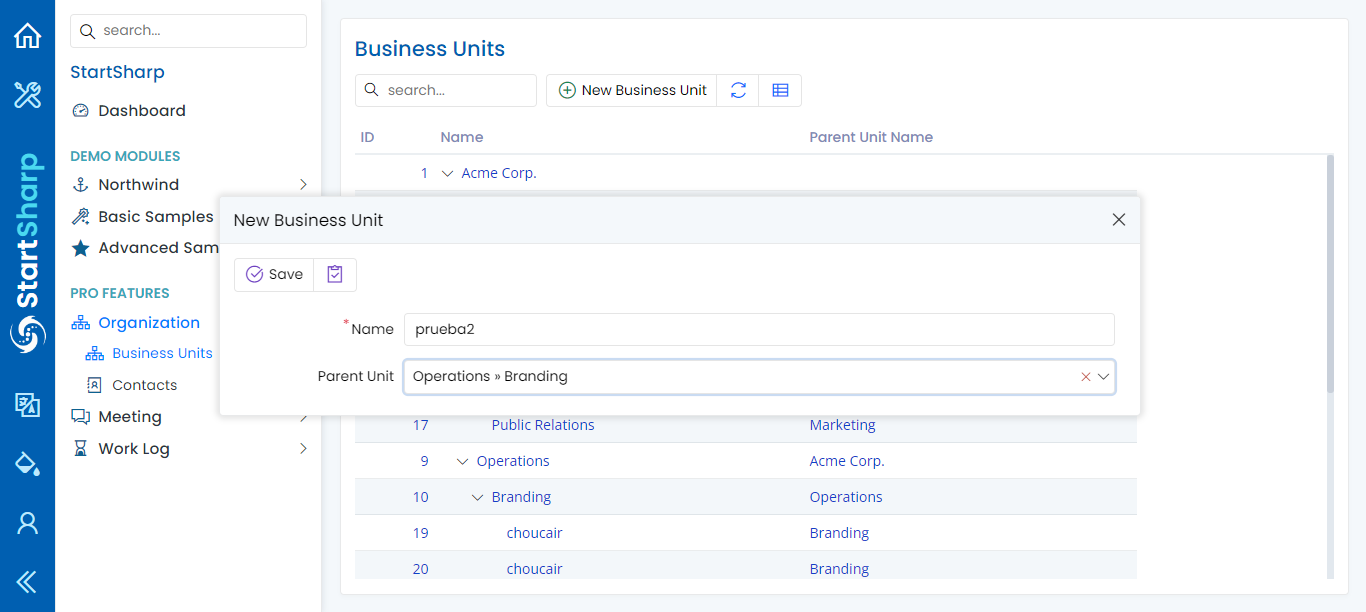 StartSharp
search...
StartSharp
Dashboard
DEMO MODULES
Northwind
Basic Samples
Advanced Sam
PRO FEATURES
Organization
Business Units
Contacts
Meeting
Work Log
Business Units
search...
New Business Unit
ID Name Parent Unit Name
1 Acme Corp.
New Business Unit
Save
*Name prueba2
Parent Unit Operations » Branding
17 Public Relations Marketing
9 Operations Acme Corp.
10 Branding Operations
19 choucair Branding
20 choucair Branding